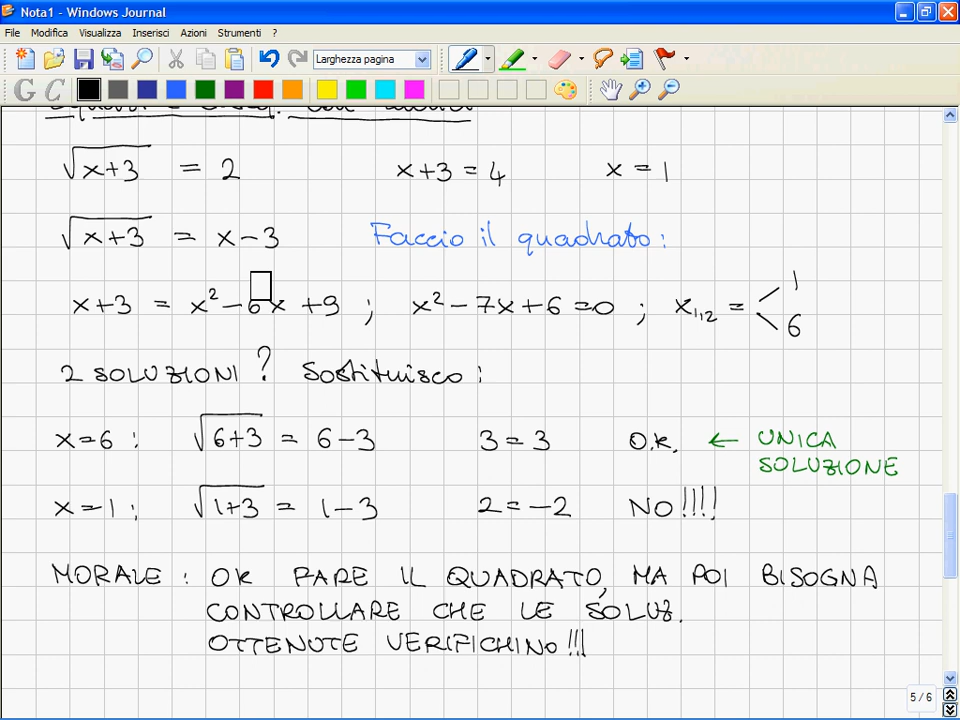 Nota1 - Windows Journal
File Modifica Visualizza Inserisci Azioni Strumenti ?
Larghezza pagina
√x+3 = 2 x+3 = 4 x = 1
√x+3 = x-3 Faccio il quadrato:
x+3 = x²-6x +9 ; x²-7x+6=0 ; x1,2 = < 1 6
2 SOLUZIONI? Sostituisco:
x=6: √6+3 = 6-3 3=3 O.K. ← UNICA
SOLUZIONE
x=1: √1+3 = 1-3 2=-2 NO!!!!
MORALE: OK FARE IL QUADRATO, MA POI BISOGNA
CONTROLLARE CHE LE SOLUZ.
OTTENUTE VERIFICHINO!!!
5 / 6